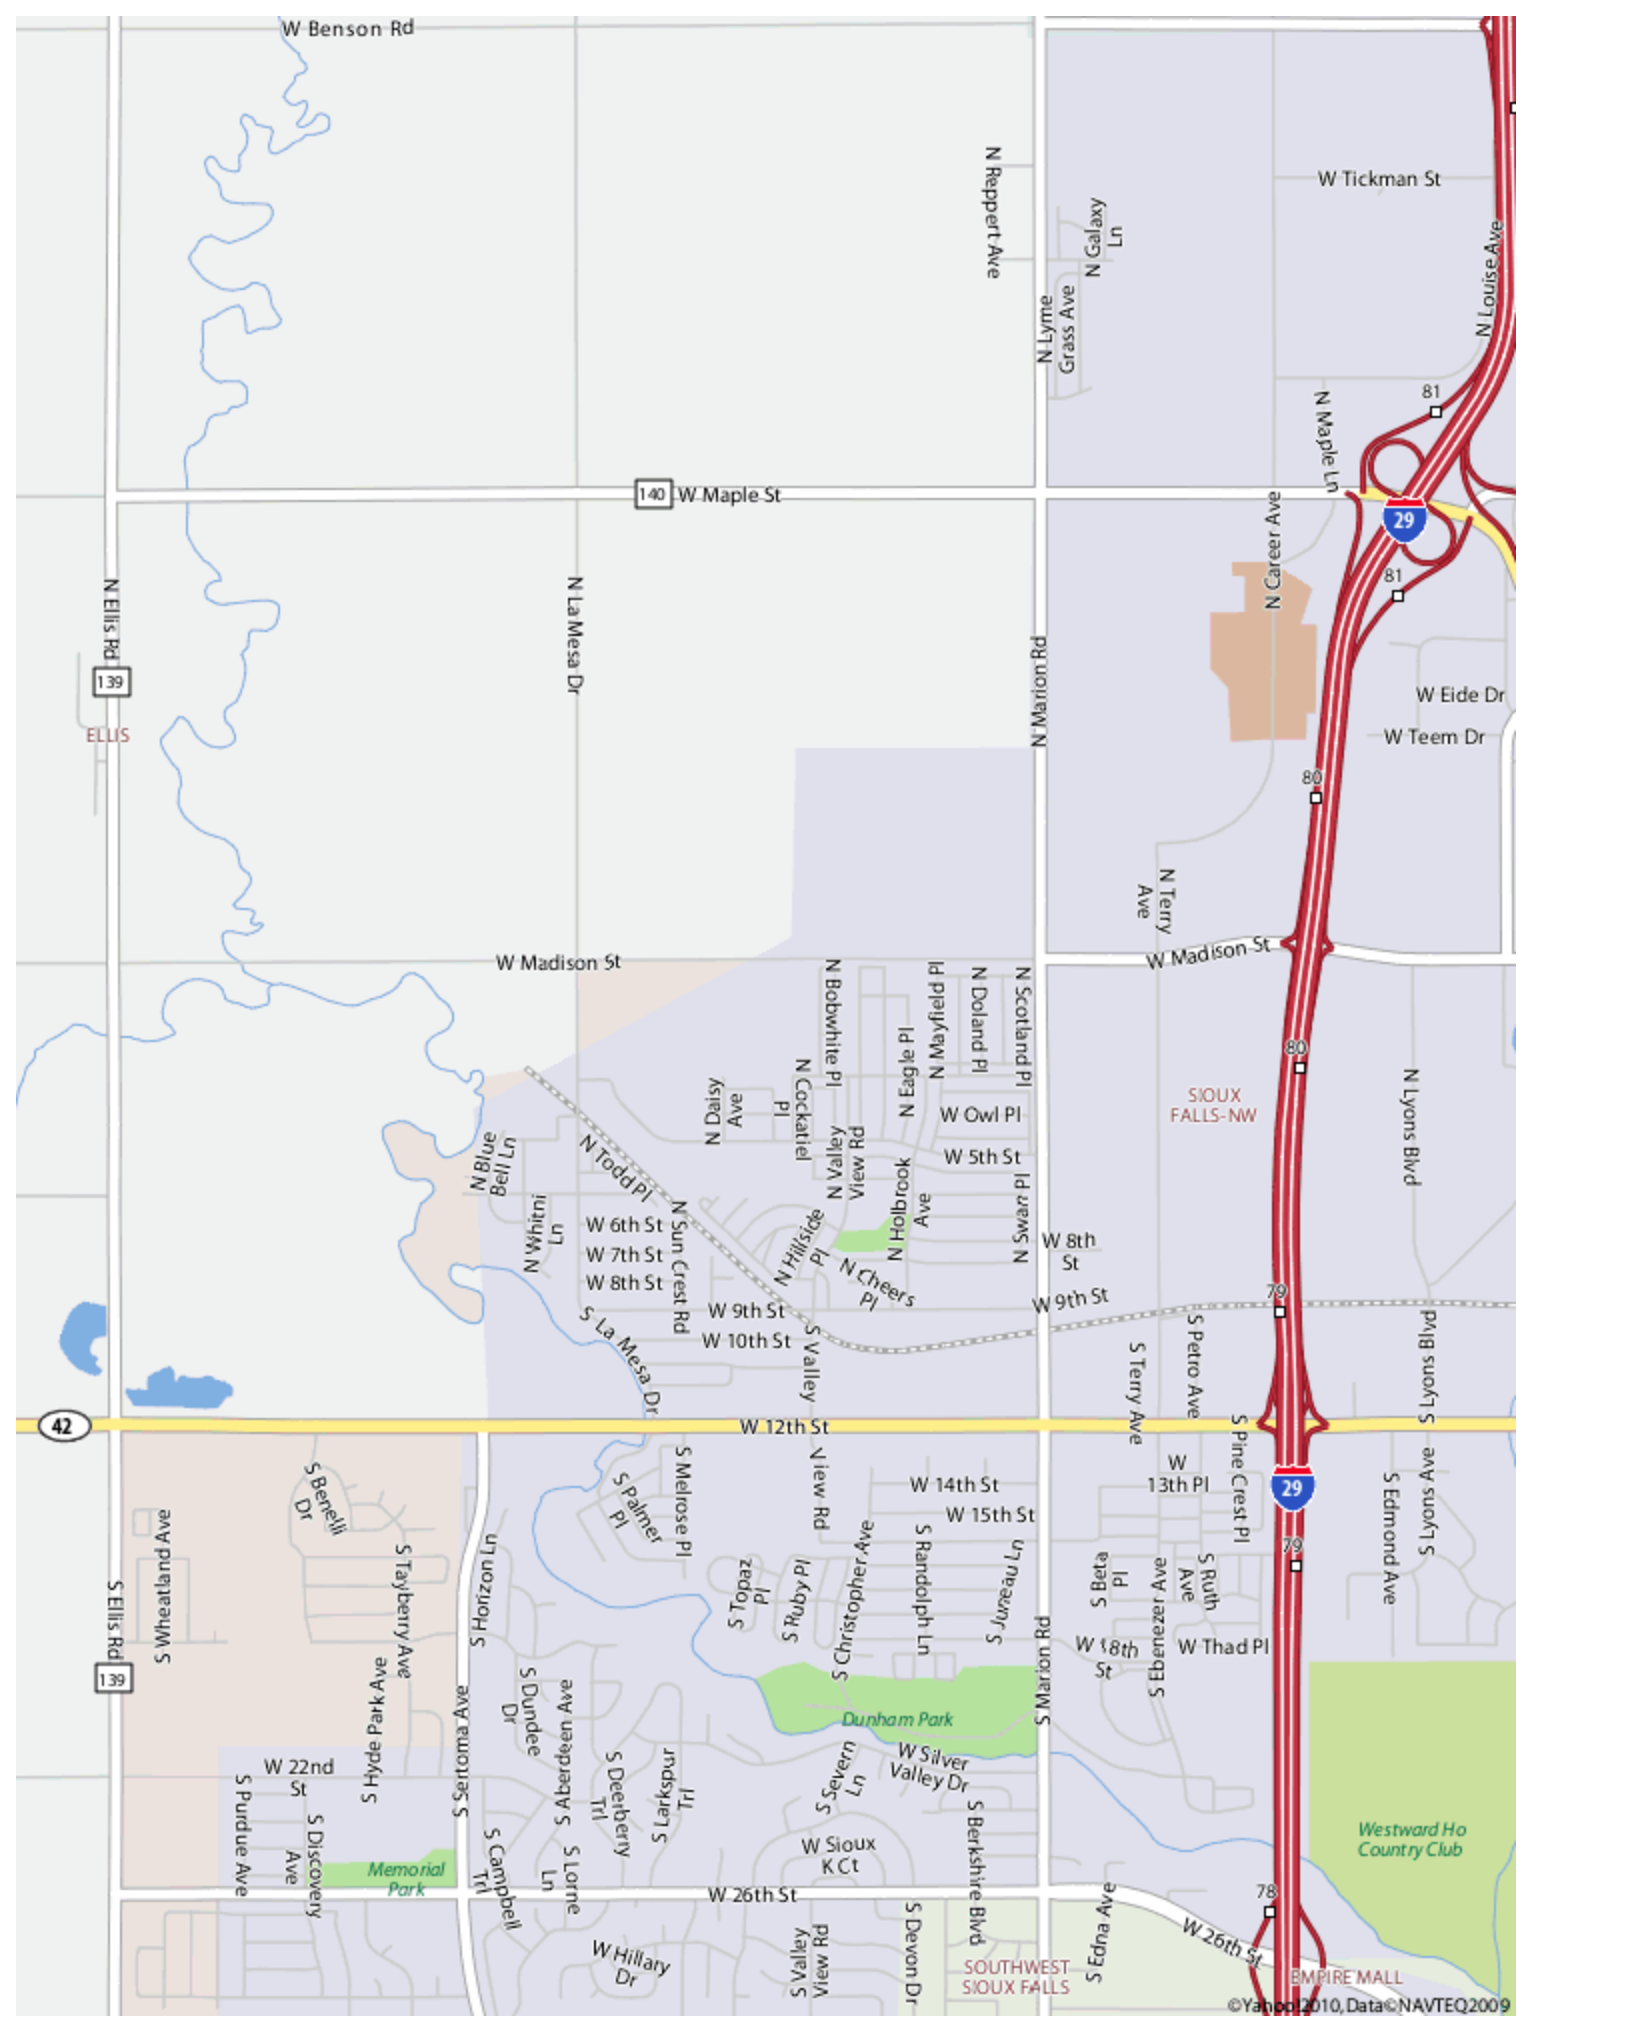 W Benson Rd
N Reppert Ave
W Tickman St
N Galaxy
Ln
N Louise Ave
N Lyme
Grass Ave
81
N Maple Ln
140
W Maple St
29
N Career Ave
81
N Ellis Rd
N La Mesa Dr
139
N Marion Rd
W Eide Dr
ELLIS
W Teem Dr
80
N Terry
Ave
W Madison St
W Madison St
N Bobwhite Pl
N Mayfield Pl
N Doland Pl
N Scotland Pl
N Eagle Pl
80
N Cockatiel
Pl
N Daisy
Ave
SIOUX
FALLS-NW
N Lyons Blvd
W Owl Pl
N Blue
Bell Ln
N Todd Pl
N Valley
View Rd
W 5th St
N Holbrook
Ave
N Swan Pl
N Whitni
Ln
W 6th St
N Sun Crest Rd
N Hillside
Pl
W 7th St
W 8th
St
W 8th St
N Cheers
Pl
79
W 9th St
W 9th St
S La Mesa Dr
W 10th St
S Valley
View Rd
S Terry Ave
S Petro Ave
S Lyons Blvd
42
W 12th St
S Benelli
Dr
S Palmer
Pl
S Melrose Pl
W 14th St
W
13th Pl
S Pine Crest Pl
29
S Edmond Ave
S Lyons Ave
W 15th St
S Wheatland Ave
S Ellis Rd
S Tayberry Ave
S Horizon Ln
S Topaz
Pl
S Ruby Pl
S Christopher Ave
S Randolph Ln
S Juneau Ln
S Beta
Pl
S Ebenezer Ave
S Ruth
Ave
79
W 18th
St
W Thad Pl
139
S Hyde Park Ave
S Sertoma Ave
S Dundee
Dr
S Aberdeen Ave
S Marion Rd
Dunham Park
W 22nd
St
S Deerberry
Trl
S Larkspur
Trl
S Severn
Ln
W Silver
Valley Dr
S Purdue Ave
S Discovery
Ave
S Campbell
Trl
S Lorne
Ln
W Sioux
K Ct
S Berkshire Blvd
Westward Ho
Country Club
Memorial
Park
W 26th St
78
S Edna Ave
W 26th St
W Hillary
Dr
S Valley
View Rd
S Devon Dr
SOUTHWEST
SIOUX FALLS
EMPIRE MALL
©Yahoo!2010, Data©NAVTEQ2009